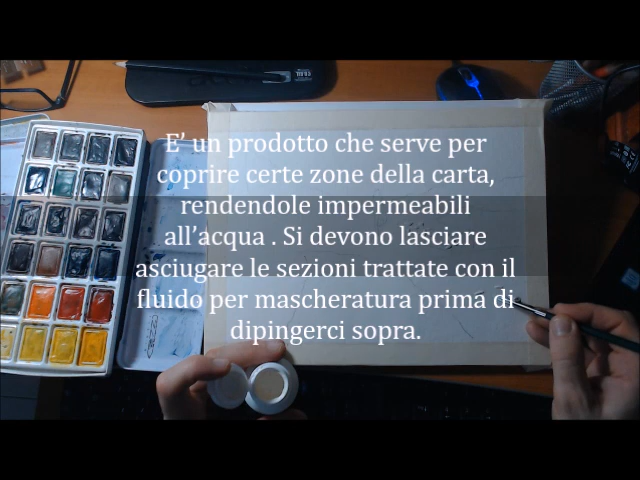 E' un prodotto che serve per
coprire certe zone della carta,
rendendole impermeabili
all'acqua . Si devono lasciare
asciugare le sezioni trattate con il
fluido per mascheratura prima di
dipingerci sopra.